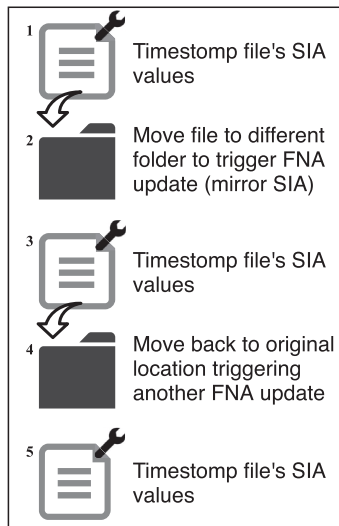 1
Timestomp file's SIA
values
2
Move file to different
folder to trigger FNA
update (mirror SIA)
3
Timestomp file's SIA
values
4
Move back to original
location triggering
another FNA update
5
Timestomp file's SIA
values